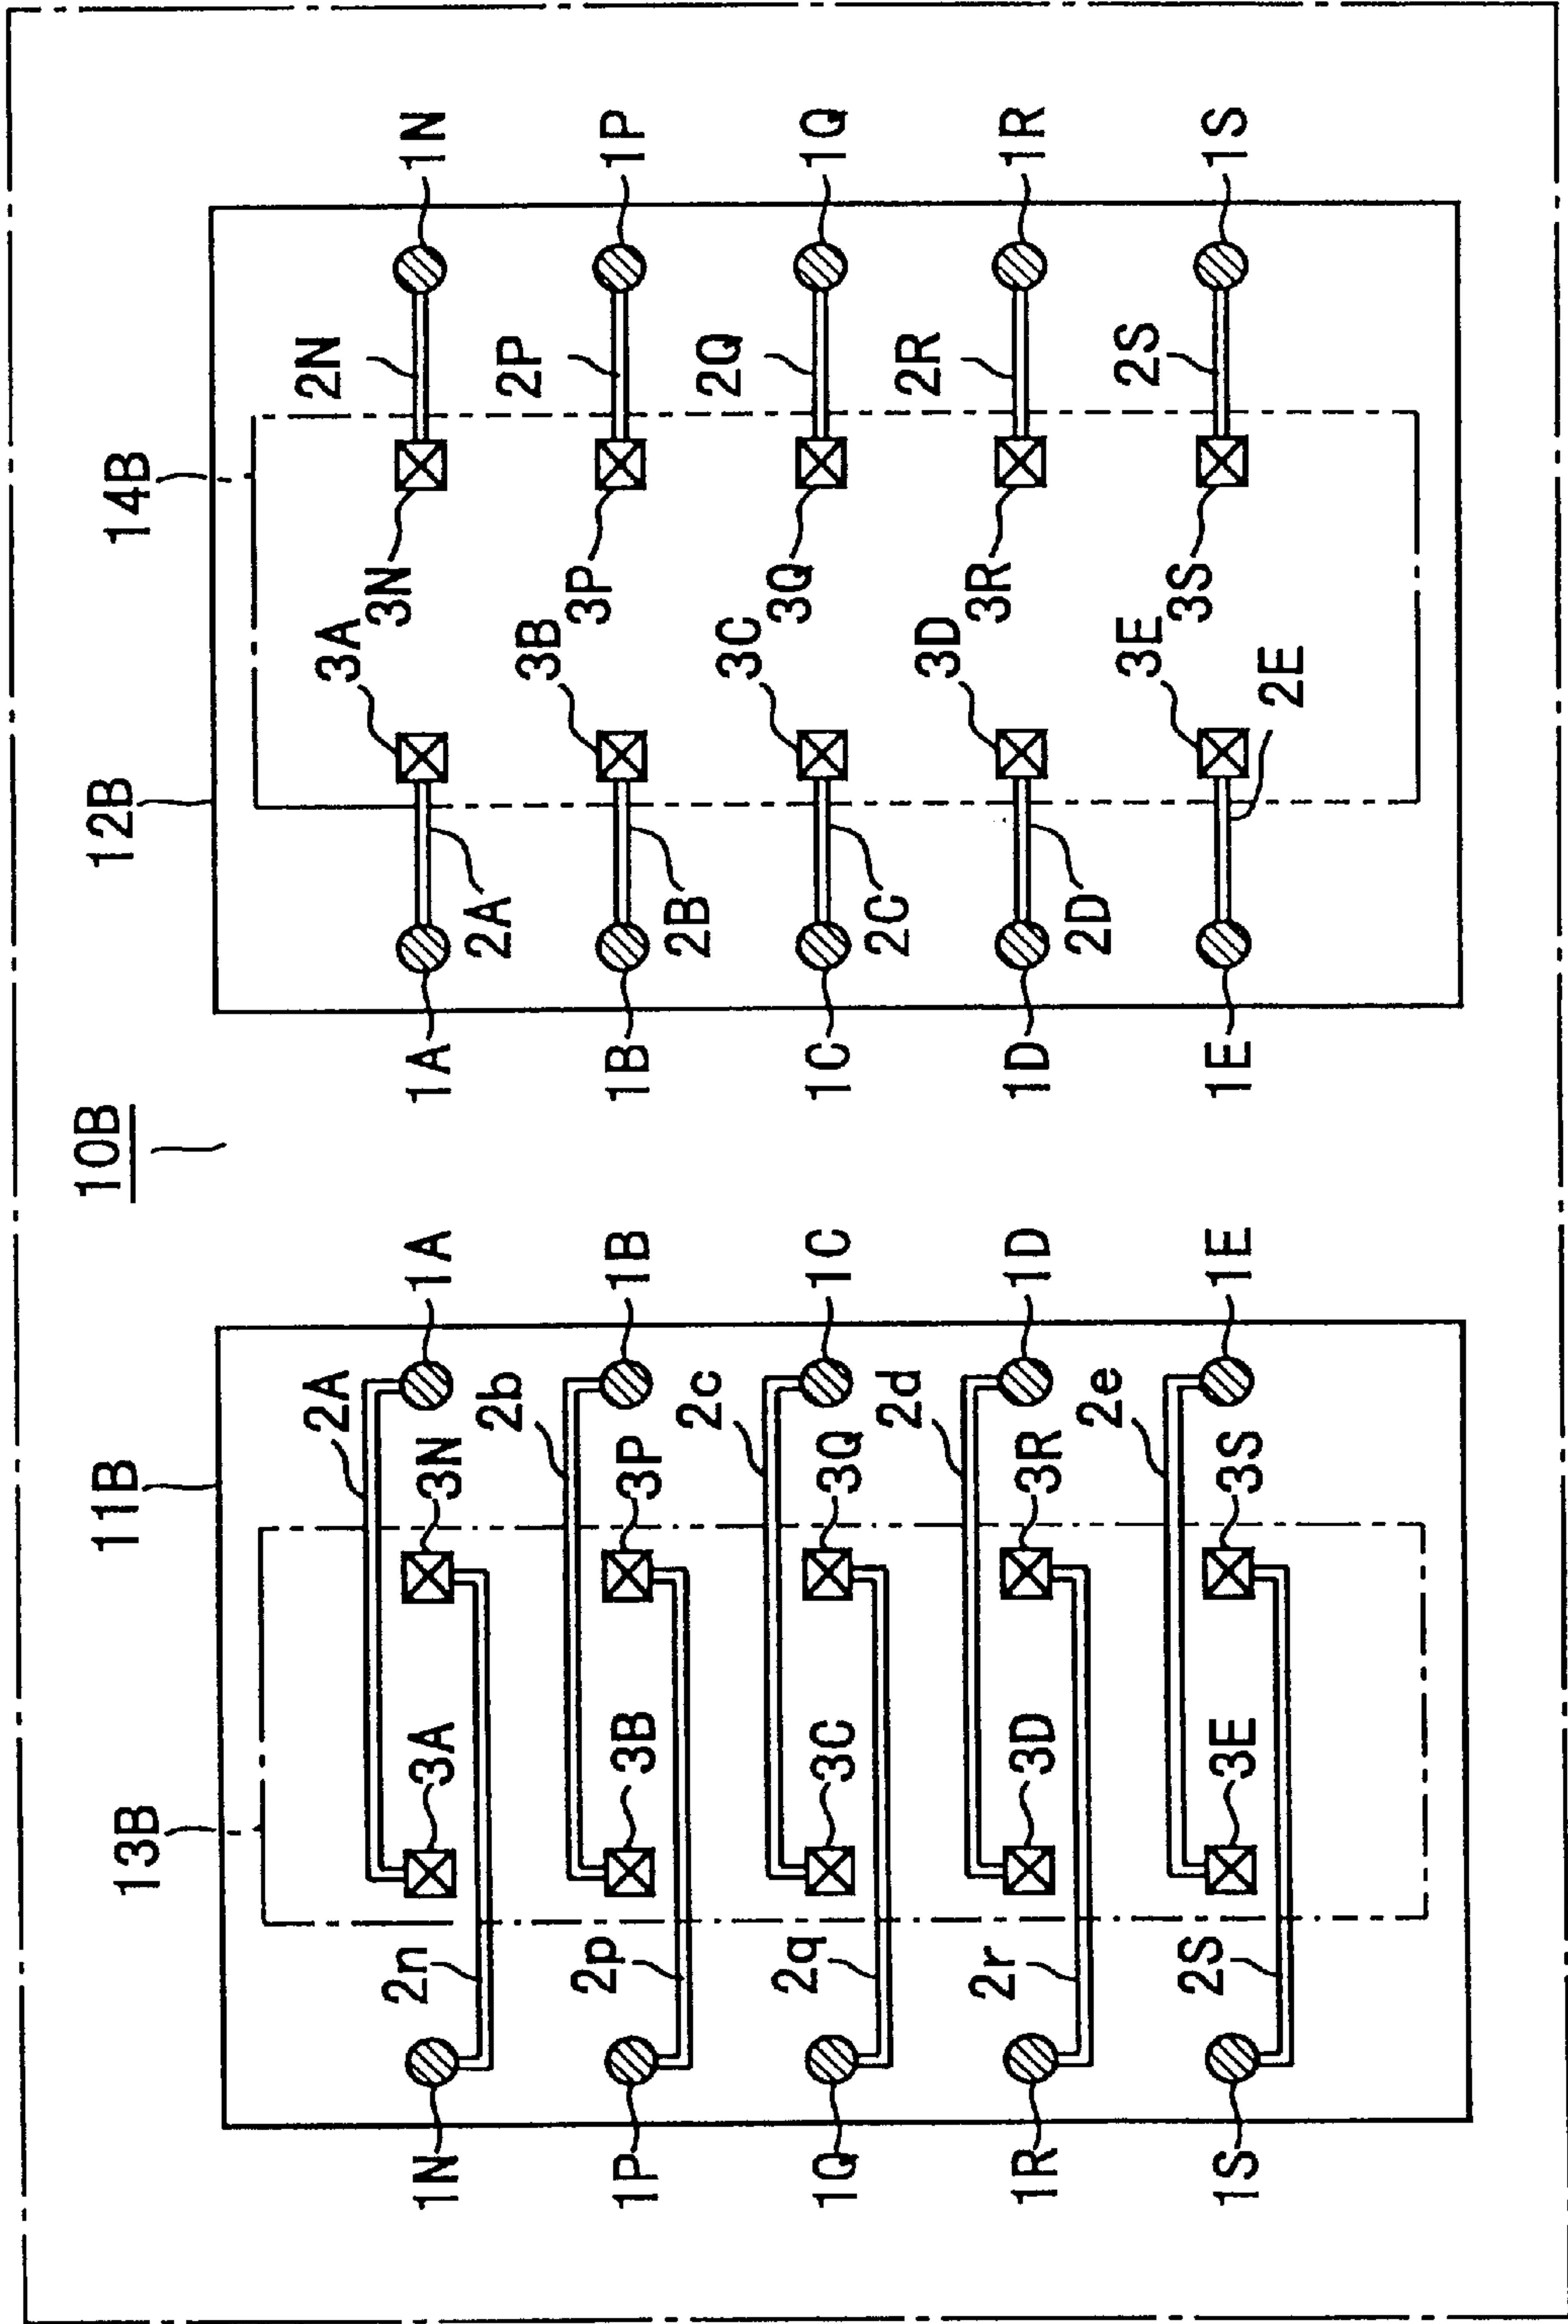 10B
13B 11B 12B 14B
2A 3A 2N
2n 3N
1N 3A 3N 1A 1A 1N
2A
2b 3B 2P
2p 3P
1P 3B 3P 1B 1B 1P
2B
2c 3C 2Q
2q 3Q
1Q 3C 3Q 1C 1C 1Q
2C
2d 3D 2R
2r 3R
1R 3D 3R 1D 1D 1R
2D
2e 3E 2S
2S 3S
1S 3E 3S 1E 1E 1S
2E